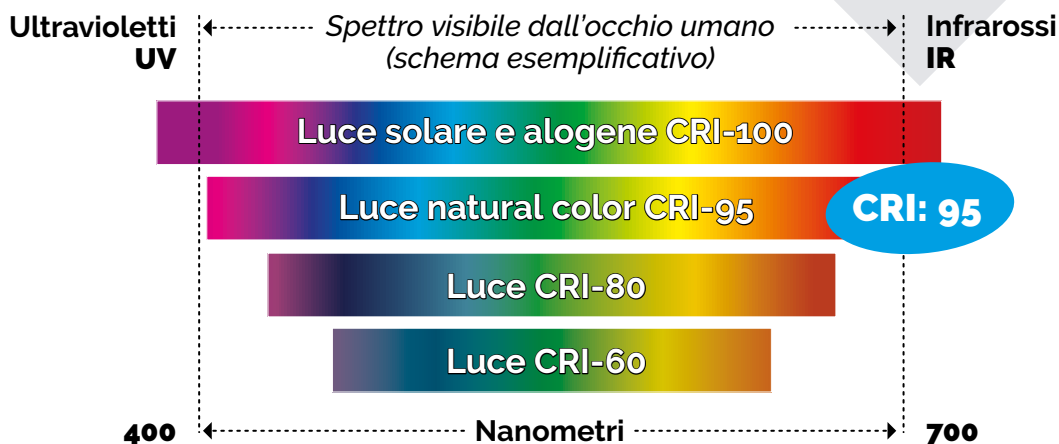 Ultravioletti
UV
Spettro visibile dall'occhio umano
(schema esemplificativo)
Infrarossi
IR
Luce solare e alogene CRI-100
Luce natural color CRI-95
CRI: 95
Luce CRI-80
Luce CRI-60
400
Nanometri
700